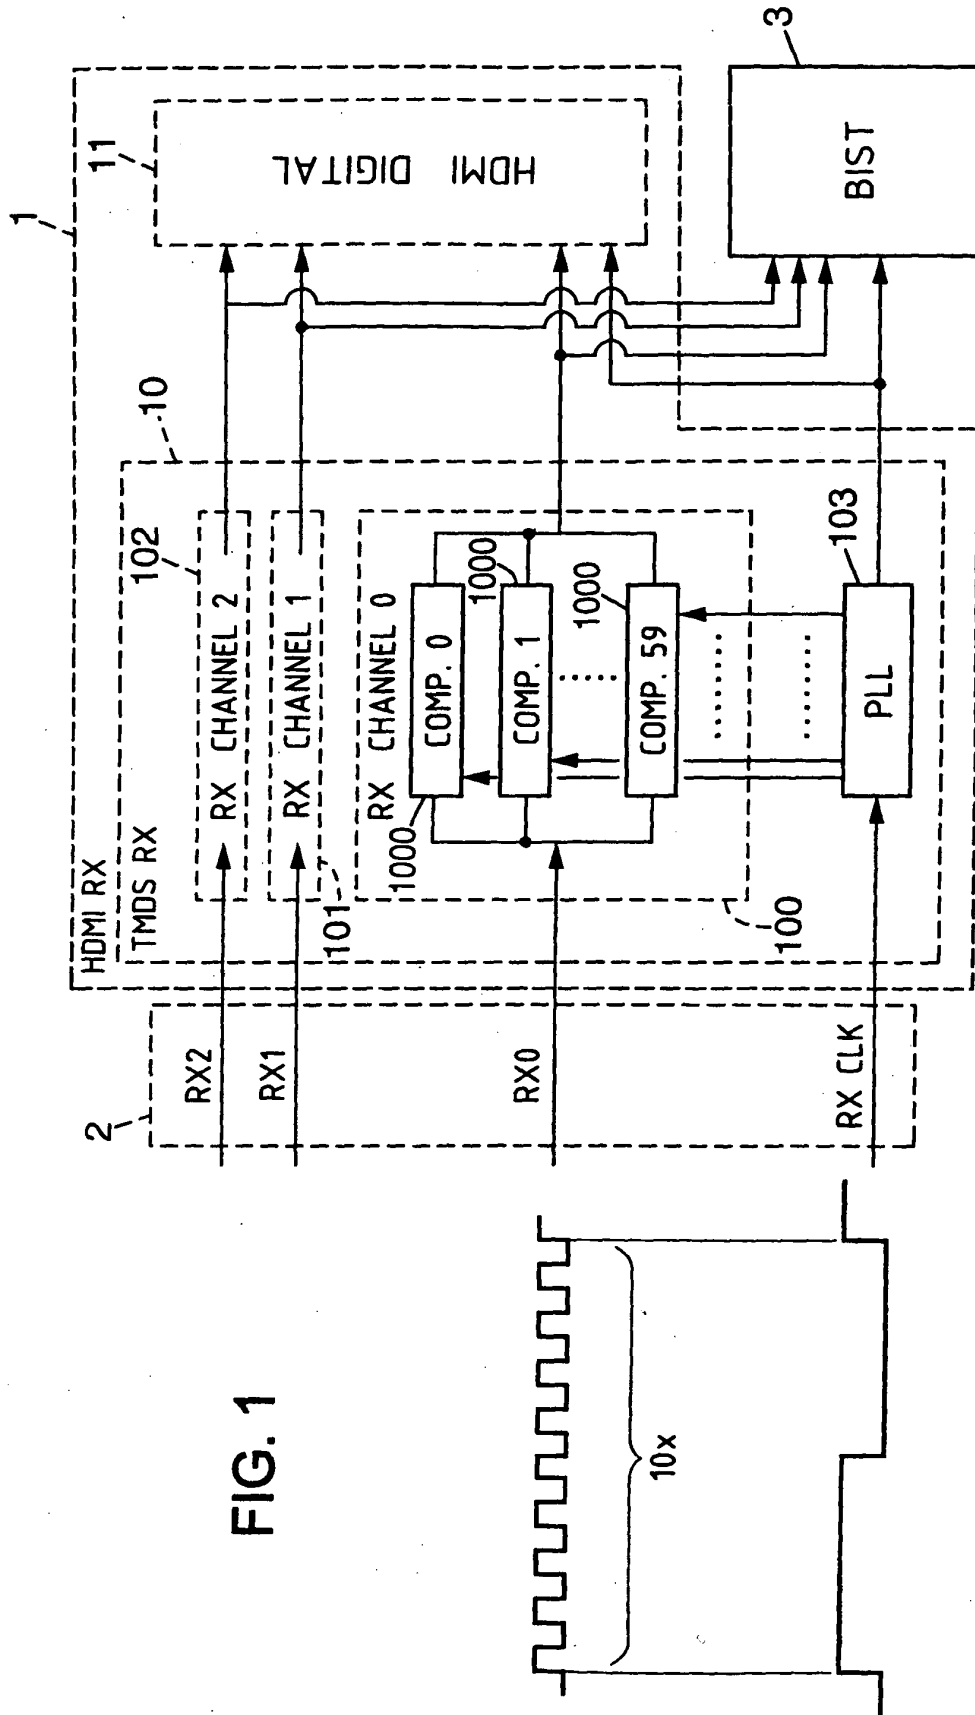 FIG. 1
10x
2
RX2
RX1
RX0
RX CLK
1
HDMI RX
TMDS RX
10
102
RX CHANNEL 2
RX CHANNEL 1
101
RX CHANNEL 0
1000
COMP. 0
1000
COMP. 1
1000
COMP. 59
100
103
PLL
11
HDMI DIGITAL
3
BIST